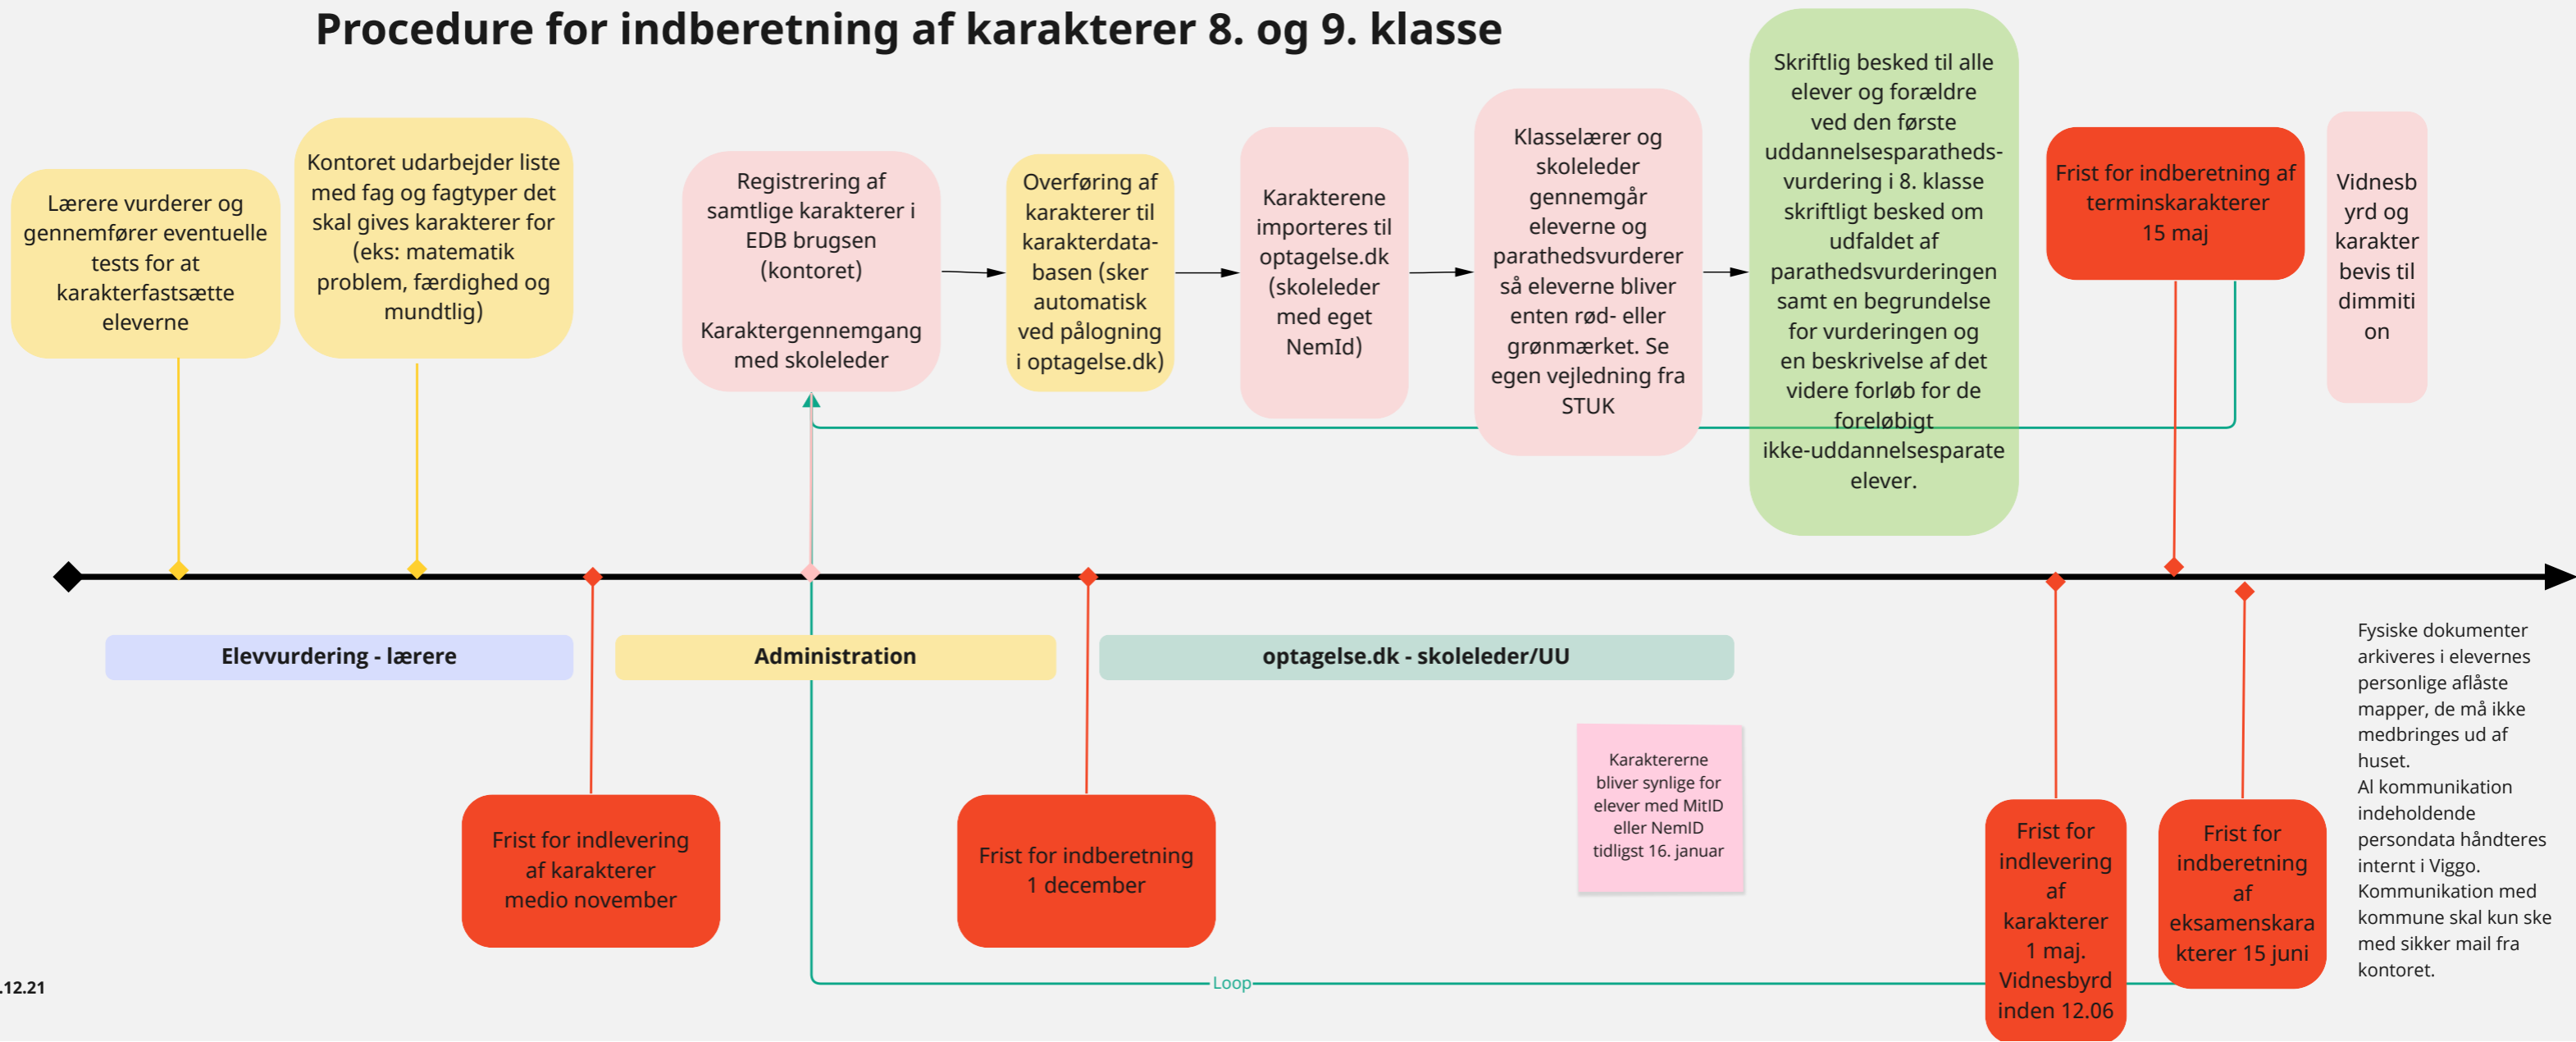 Procedure for indberetning af karakterer 8. og 9. klasse
Lærere vurderer og
gennemfører eventuelle
tests for at
karakterfastsætte
eleverne
Kontoret udarbejder liste
med fag og fagtyper det
skal gives karakterer for
(eks: matematik
problem, færdighed og
mundtlig)
Registrering af
samtlige karakterer i
EDB brugsen
(kontoret)
Karaktergennemgang
med skoleleder
Overføring af
karakterer til
karakterdata-
basen (sker
automatisk
ved pålogning
i optagelse.dk)
Karakterene
importeres til
optagelse.dk
(skoleleder
med eget
NemId)
Klasselærer og
skoleleder
gennemgår
eleverne og
parathedsvurderer
så eleverne bliver
enten rød- eller
grønmærket. Se
egen vejledning fra
STUK
Skriftlig besked til alle
elever og forældre
ved den første
uddannelsesparatheds-
vurdering i 8. klasse
skriftligt besked om
udfaldet af
parathedsvurderingen
samt en begrundelse
for vurderingen og
en beskrivelse af det
videre forløb for de
foreløbigt
ikke-uddannelsesparate
elever.
Frist for indberetning af
terminskarakterer
15 maj
Vidnesb
yrd og
karakter
bevis til
dimmiti
on
Elevvurdering - lærere
Administration
optagelse.dk - skoleleder/UU
Frist for indlevering
af karakterer
medio november
Frist for indberetning
1 december
Karaktererne
bliver synlige for
elever med MitID
eller NemID
tidligst 16. januar
Frist for
indlevering
af
karakterer
1 maj.
Vidnesbyrd
inden 12.06
Frist for
indberetning
af
eksamenskara
kterer 15 juni
Fysiske dokumenter
arkiveres i elevernes
personlige aflåste
mapper, de må ikke
medbringes ud af
huset.
Al kommunikation
indeholdende
persondata håndteres
internt i Viggo.
Kommunikation med
kommune skal kun ske
med sikker mail fra
kontoret.
Loop
.12.21